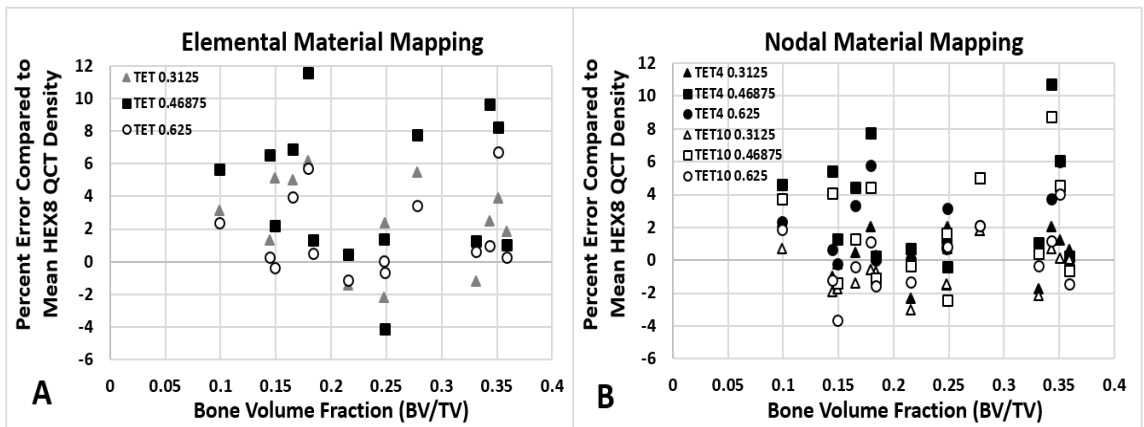 Elemental Material Mapping
Percent Error Compared to
Mean HEX8 QCT Density
12
10
8
6
4
2
0
-2
-4
-6
TET 0.3125
TET 0.46875
TET 0.625
0
0.05
0.1
0.15
0.2
0.25
0.3
0.35
0.4
Bone Volume Fraction (BV/TV)
A
Nodal Material Mapping
Percent Error Compared to
Mean HEX8 QCT Density
12
10
8
6
4
2
0
-2
-4
-6
TET4 0.3125
TET4 0.46875
TET4 0.625
TET10 0.3125
TET10 0.46875
TET10 0.625
0
0.05
0.1
0.15
0.2
0.25
0.3
0.35
0.4
Bone Volume Fraction (BV/TV)
B